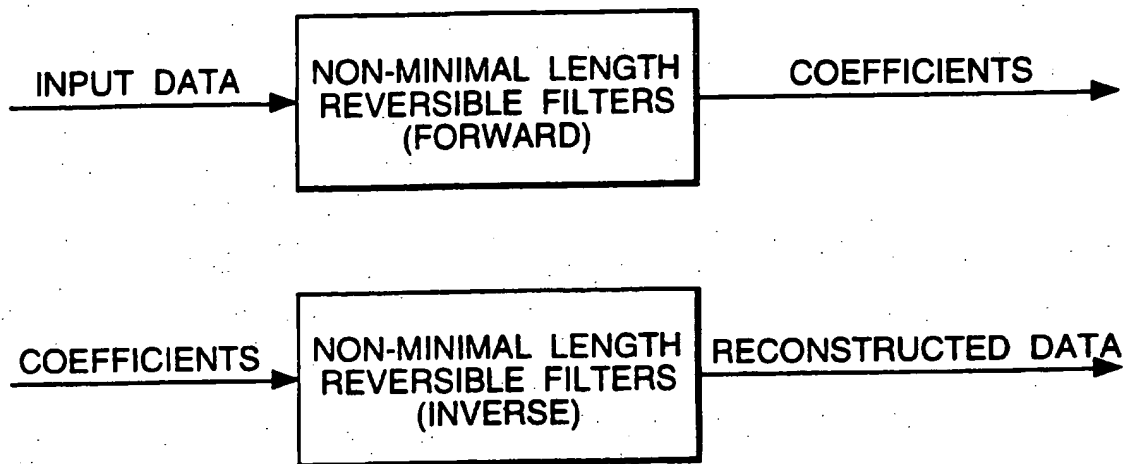 INPUT DATA
NON-MINIMAL LENGTH
REVERSIBLE FILTERS
(FORWARD)
COEFFICIENTS
COEFFICIENTS
NON-MINIMAL LENGTH
REVERSIBLE FILTERS
(INVERSE)
RECONSTRUCTED DATA